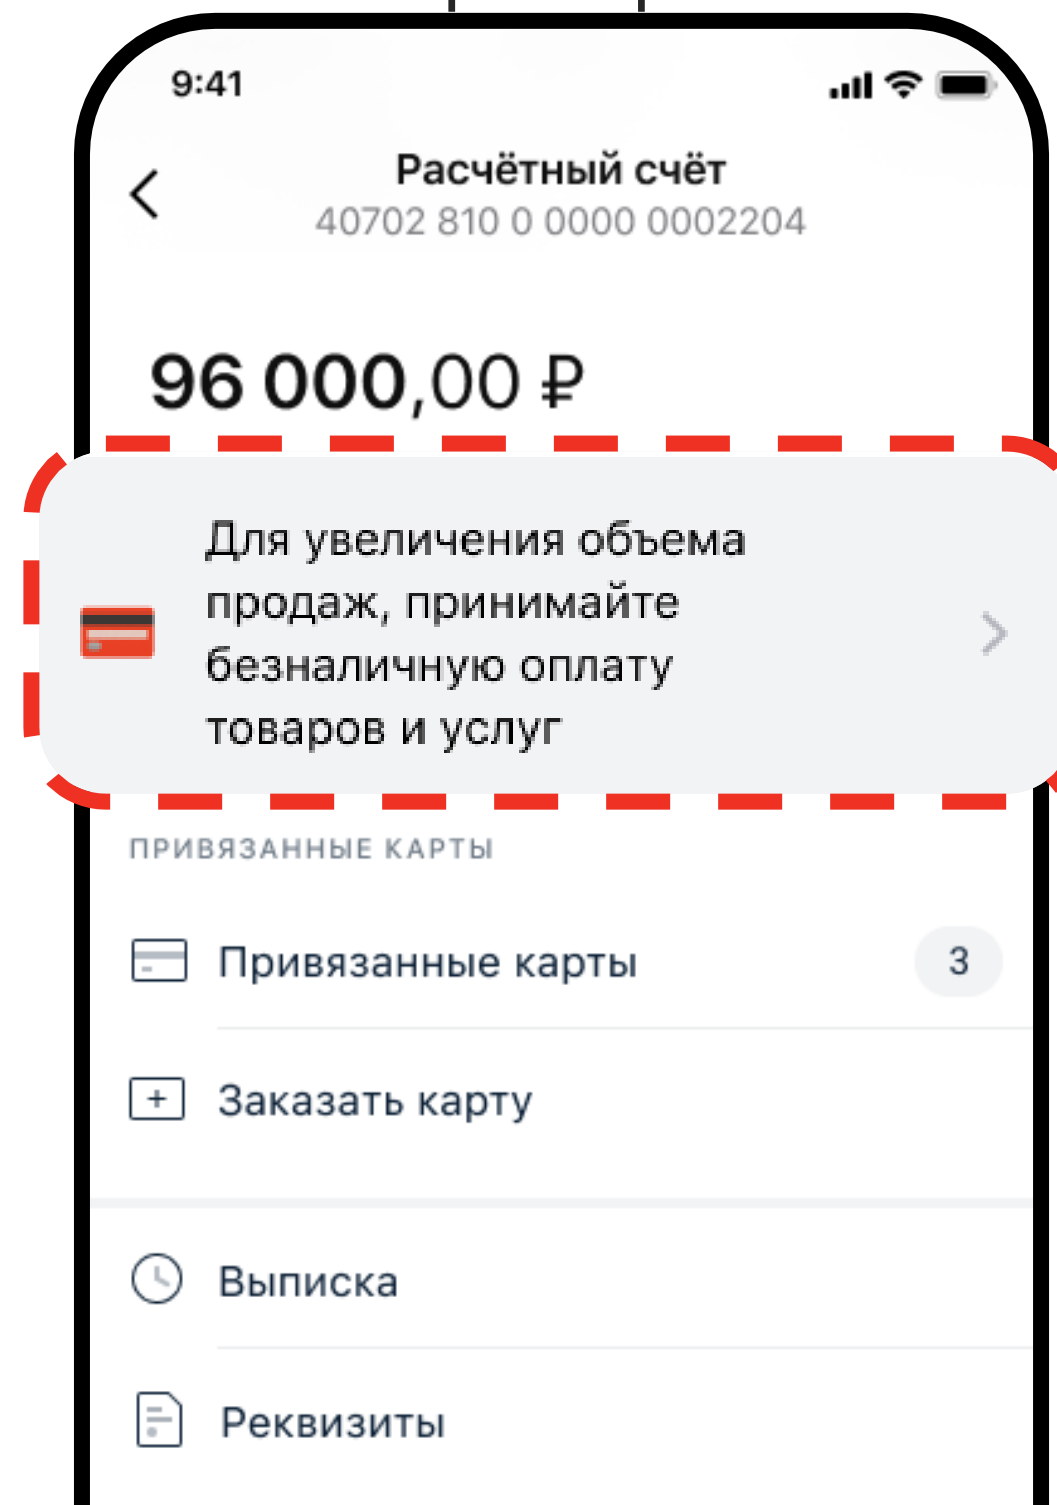 9:41
Расчётный счёт
40702 810 0 0000 0002204
96 000,00 ₽
Для увеличения объема
продаж, принимайте
безналичную оплату
товаров и услуг
ПРИВЯЗАННЫЕ КАРТЫ
Привязанные карты 3
Заказать карту
Выписка
Реквизиты